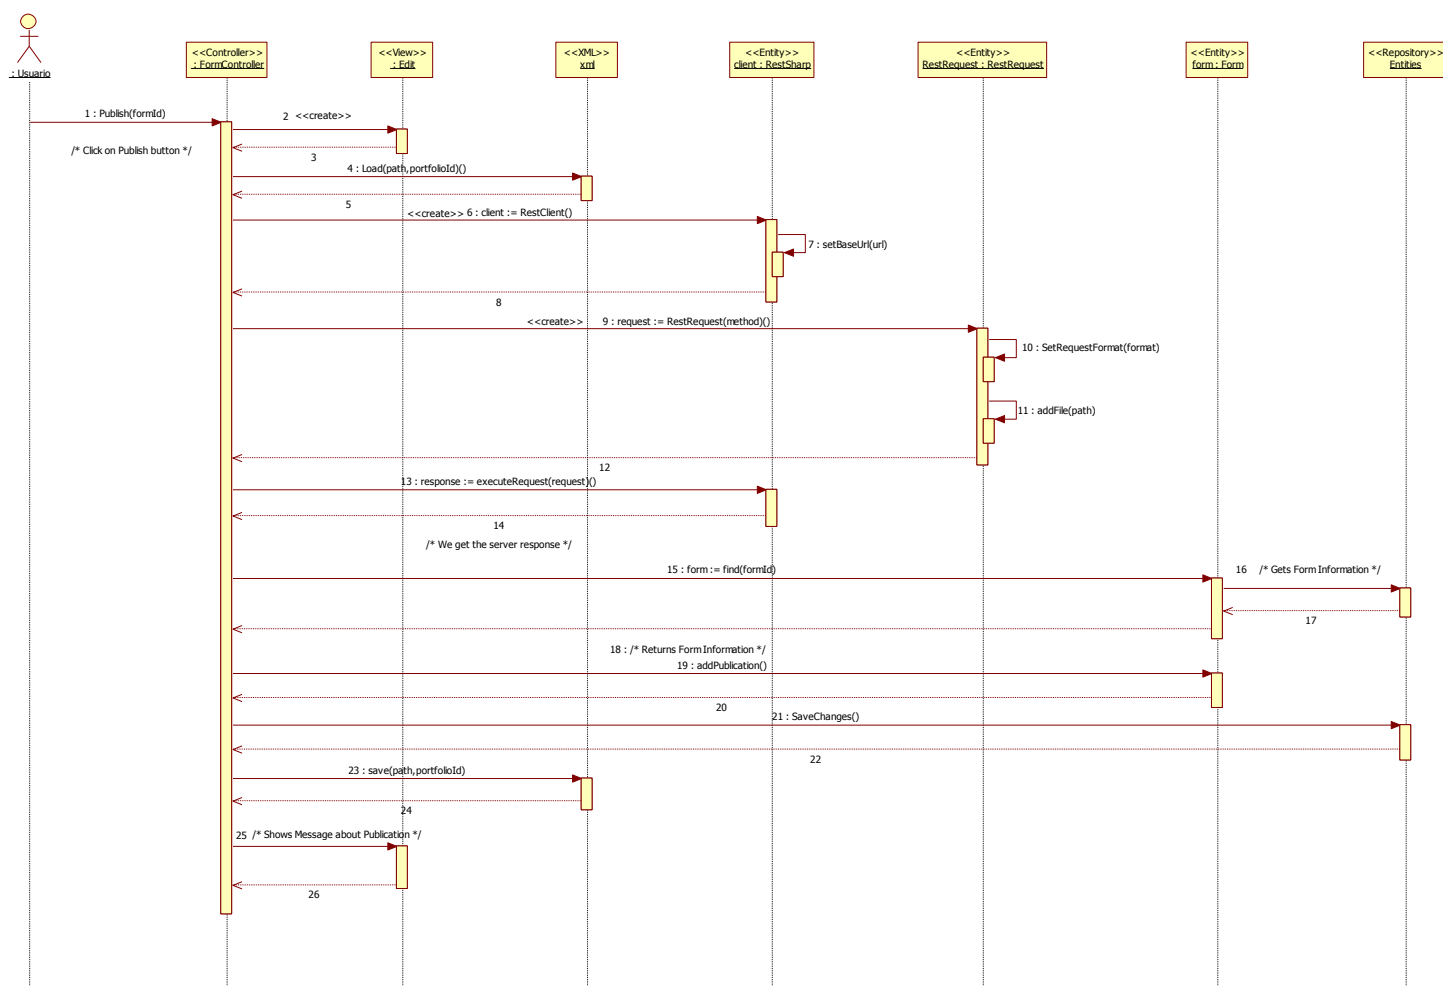 <<Controller>>
: FormController
<<View>>
: Edit
<<XML>>
xml
<<Entity>>
client : RestSharp
<<Entity>>
RestRequest : RestRequest
<<Entity>>
form : Form
<<Repository>>
Entities
: Usuario
1 : Publish(formId)
2 <<create>>
/* Click on Publish button */
3
4 : Load(path,portfolioId)()
5
<<create>> 6 : client := RestClient()
7 : setBaseUrl(url)
8
<<create>> 9 : request := RestRequest(method)()
10 : SetRequestFormat(format)
11 : addFile(path)
12
13 : response := executeRequest(request)()
14
/* We get the server response */
15 : form := find(formId)
16 /* Gets Form Information */
17
18 : /* Returns Form Information */
19 : addPublication()
20
21 : SaveChanges()
22
23 : save(path,portfolioId)
24
25 /* Shows Message about Publication */
26